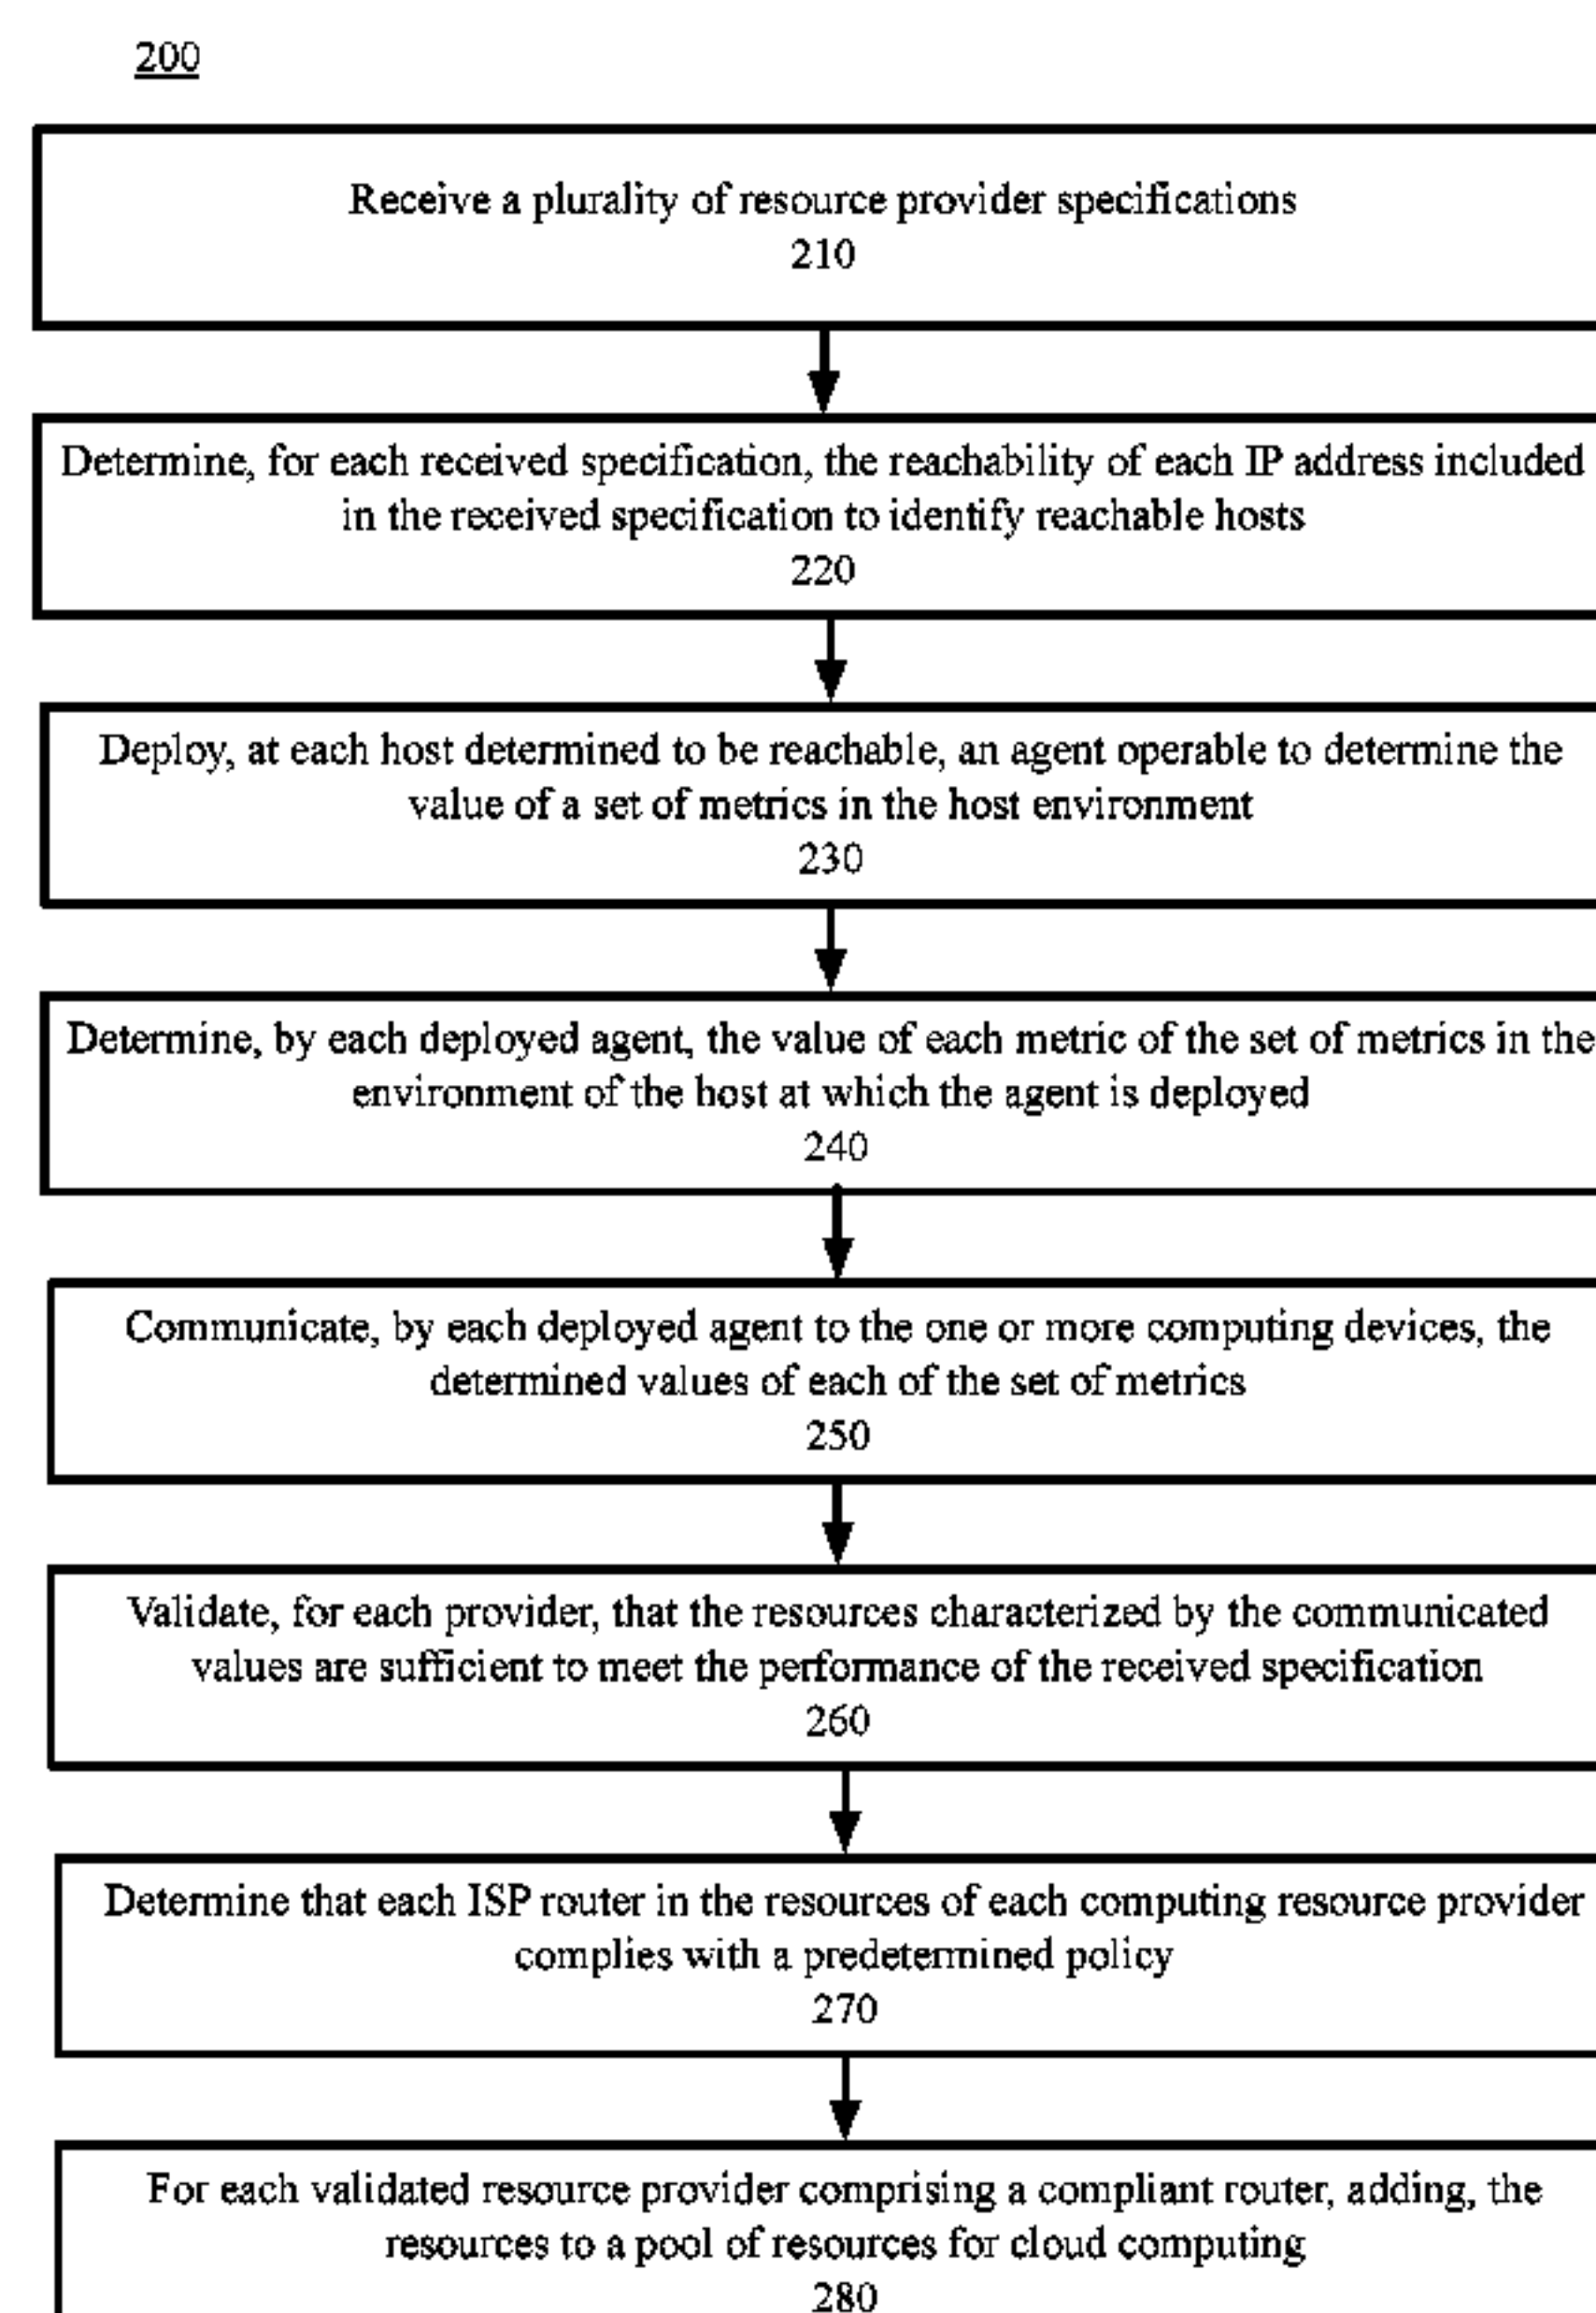 200
Receive a plurality of resource provider specifications
210
Determine, for each received specification, the reachability of each IP address included
in the received specification to identify reachable hosts
220
Deploy, at each host determined to be reachable, an agent operable to determine the
value of a set of metrics in the host environment
230
Determine, by each deployed agent, the value of each metric of the set of metrics in the
environment of the host at which the agent is deployed
240
Communicate, by each deployed agent to the one or more computing devices, the
determined values of each of the set of metrics
250
Validate, for each provider, that the resources characterized by the communicated
values are sufficient to meet the performance of the received specification
260
Determine that each ISP router in the resources of each computing resource provider
complies with a predetermined policy
270
For each validated resource provider comprising a compliant router, adding, the
resources to a pool of resources for cloud computing
280